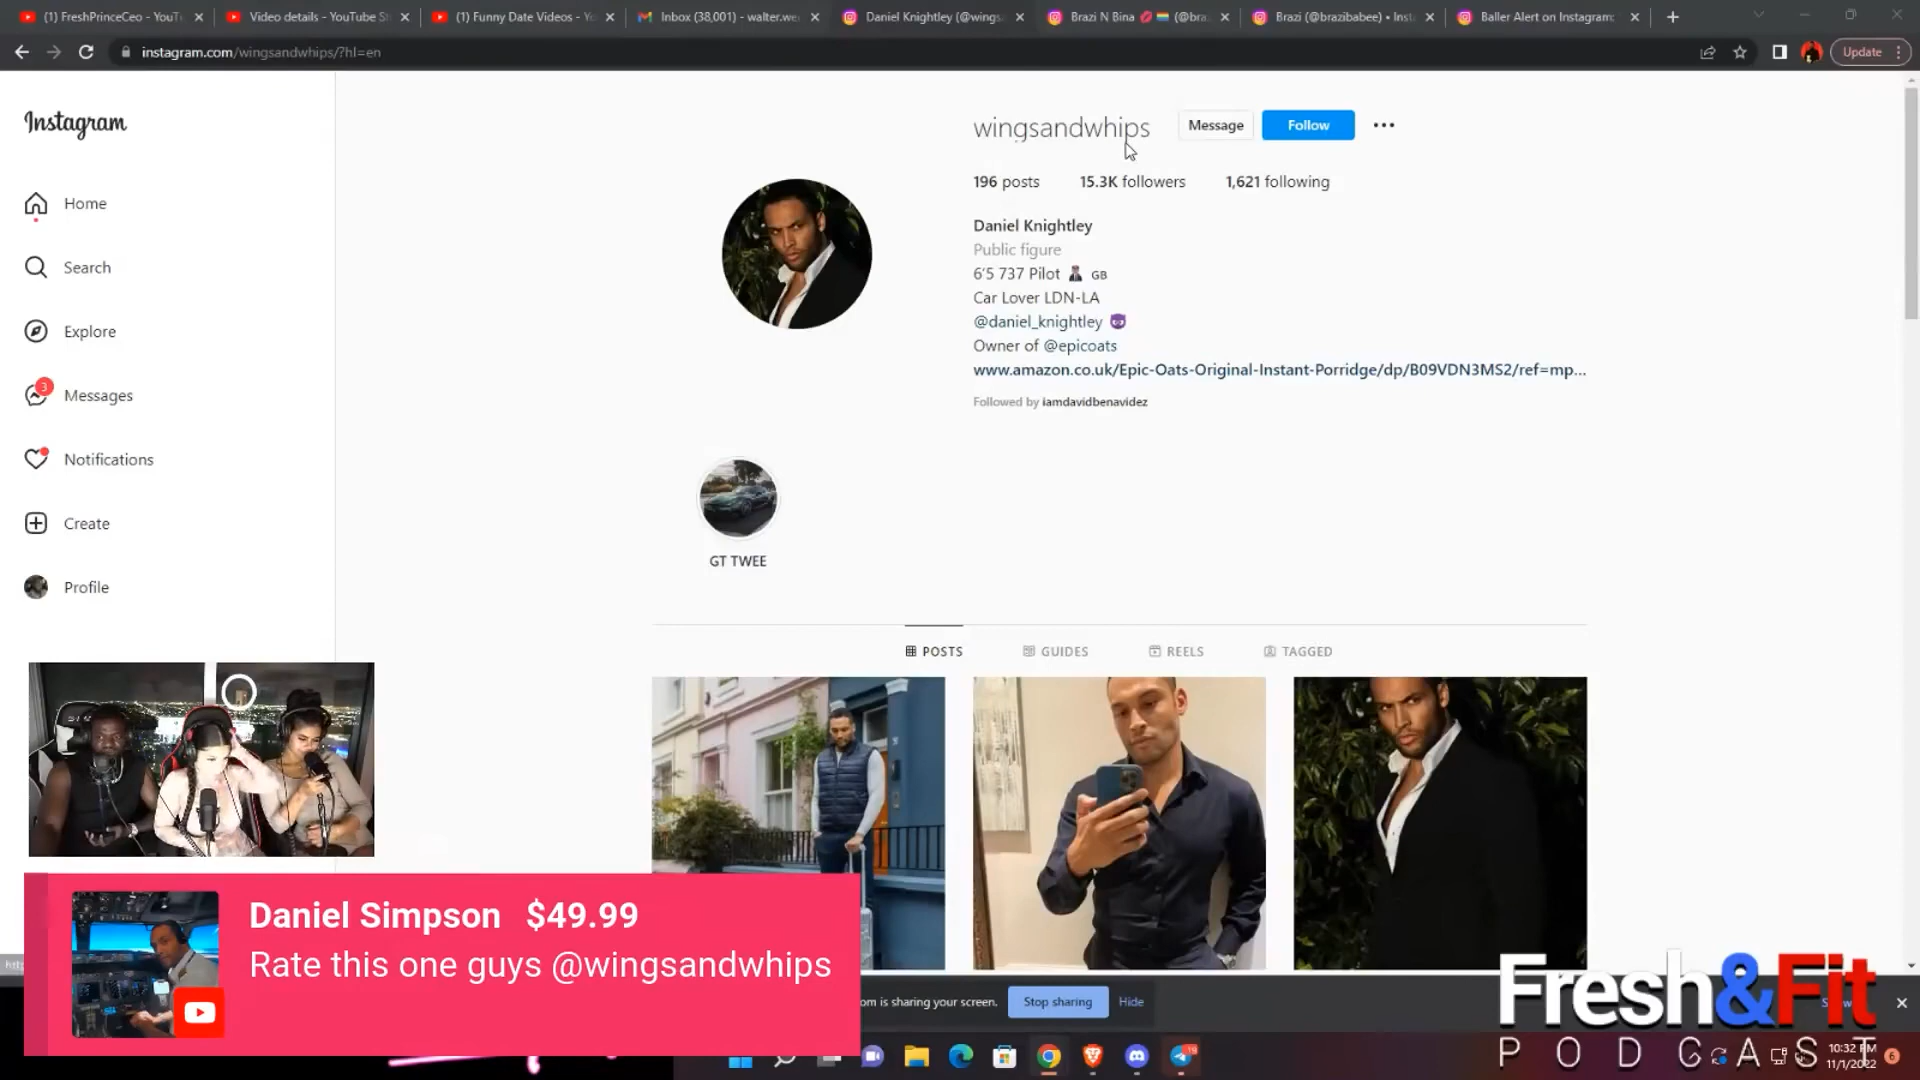 (1) FreshPrinceCeo - YouT
Video details - YouTube St
(1) Funny Date Videos - Yo
Inbox (38,001) - walter.we
Daniel Knightley (@wings
Brazi N Bina 💋🏳️‍🌈 (@bra
Brazi (@brazibabee) • Inst
Baller Alert on Instagram:
instagram.com/wingsandwhips/?hl=en
Update
Instagram
Home
Search
Explore
3
Messages
Notifications
Create
Profile
wingsandwhips
Message
Follow
196 posts
15.3K followers
1,621 following
Daniel Knightley
Public figure
6'5 737 Pilot 👨🏽‍✈️ GB
Car Lover LDN-LA
@daniel_knightley 😈
Owner of @epicoats
www.amazon.co.uk/Epic-Oats-Original-Instant-Porridge/dp/B09VDN3MS2/ref=mp...
Followed by iamdavidbenavidez
GT TWEE
POSTS
GUIDES
REELS
TAGGED
Daniel Simpson $49.99
Rate this one guys @wingsandwhips
om is sharing your screen.
Stop sharing
Hide
Fresh&Fit
PODCAST
19
10:32 PM
11/1/2022
6